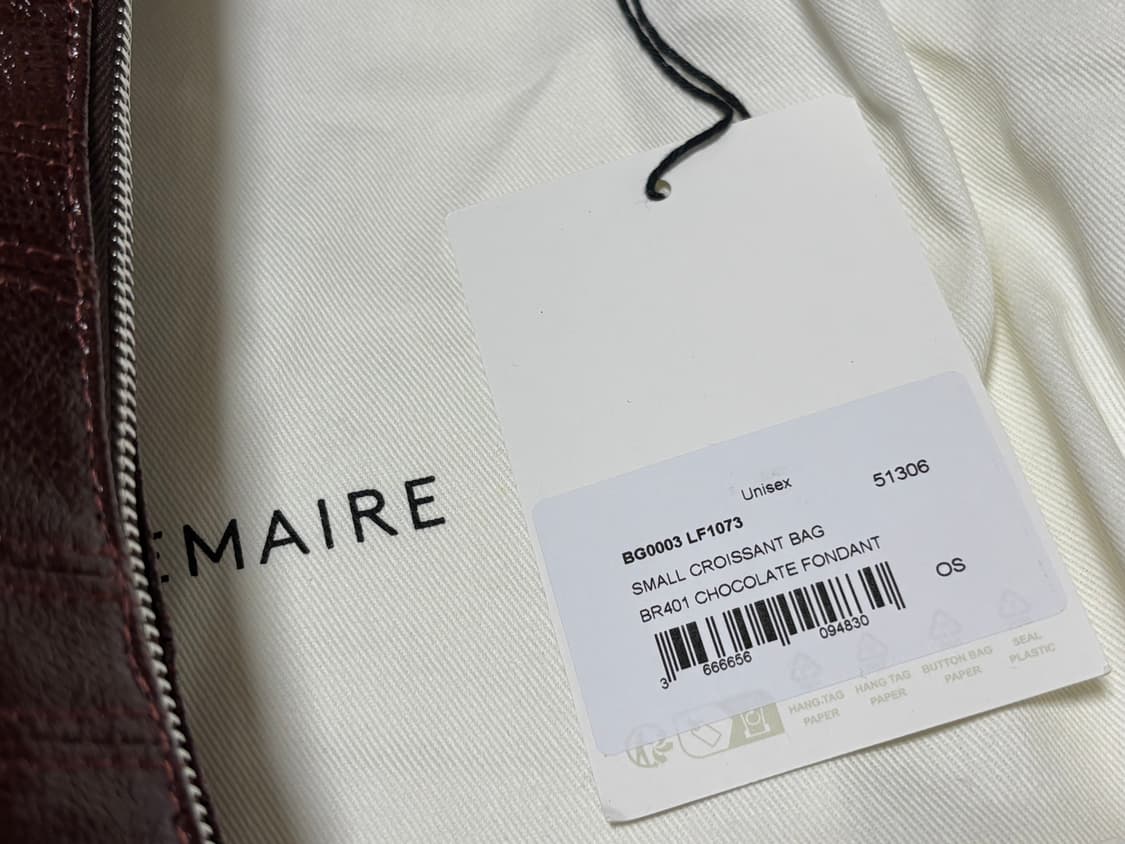 EMAIRE
Unisex
51306
BG0003 LF1073
SMALL CROISSANT BAG
BR401 CHOCOLATE FONDANT
OS
3 666656 094830
HANG-TAG
PAPER
HANG TAG
PAPER
BUTTON BAG
PAPER
SEAL
PLASTIC